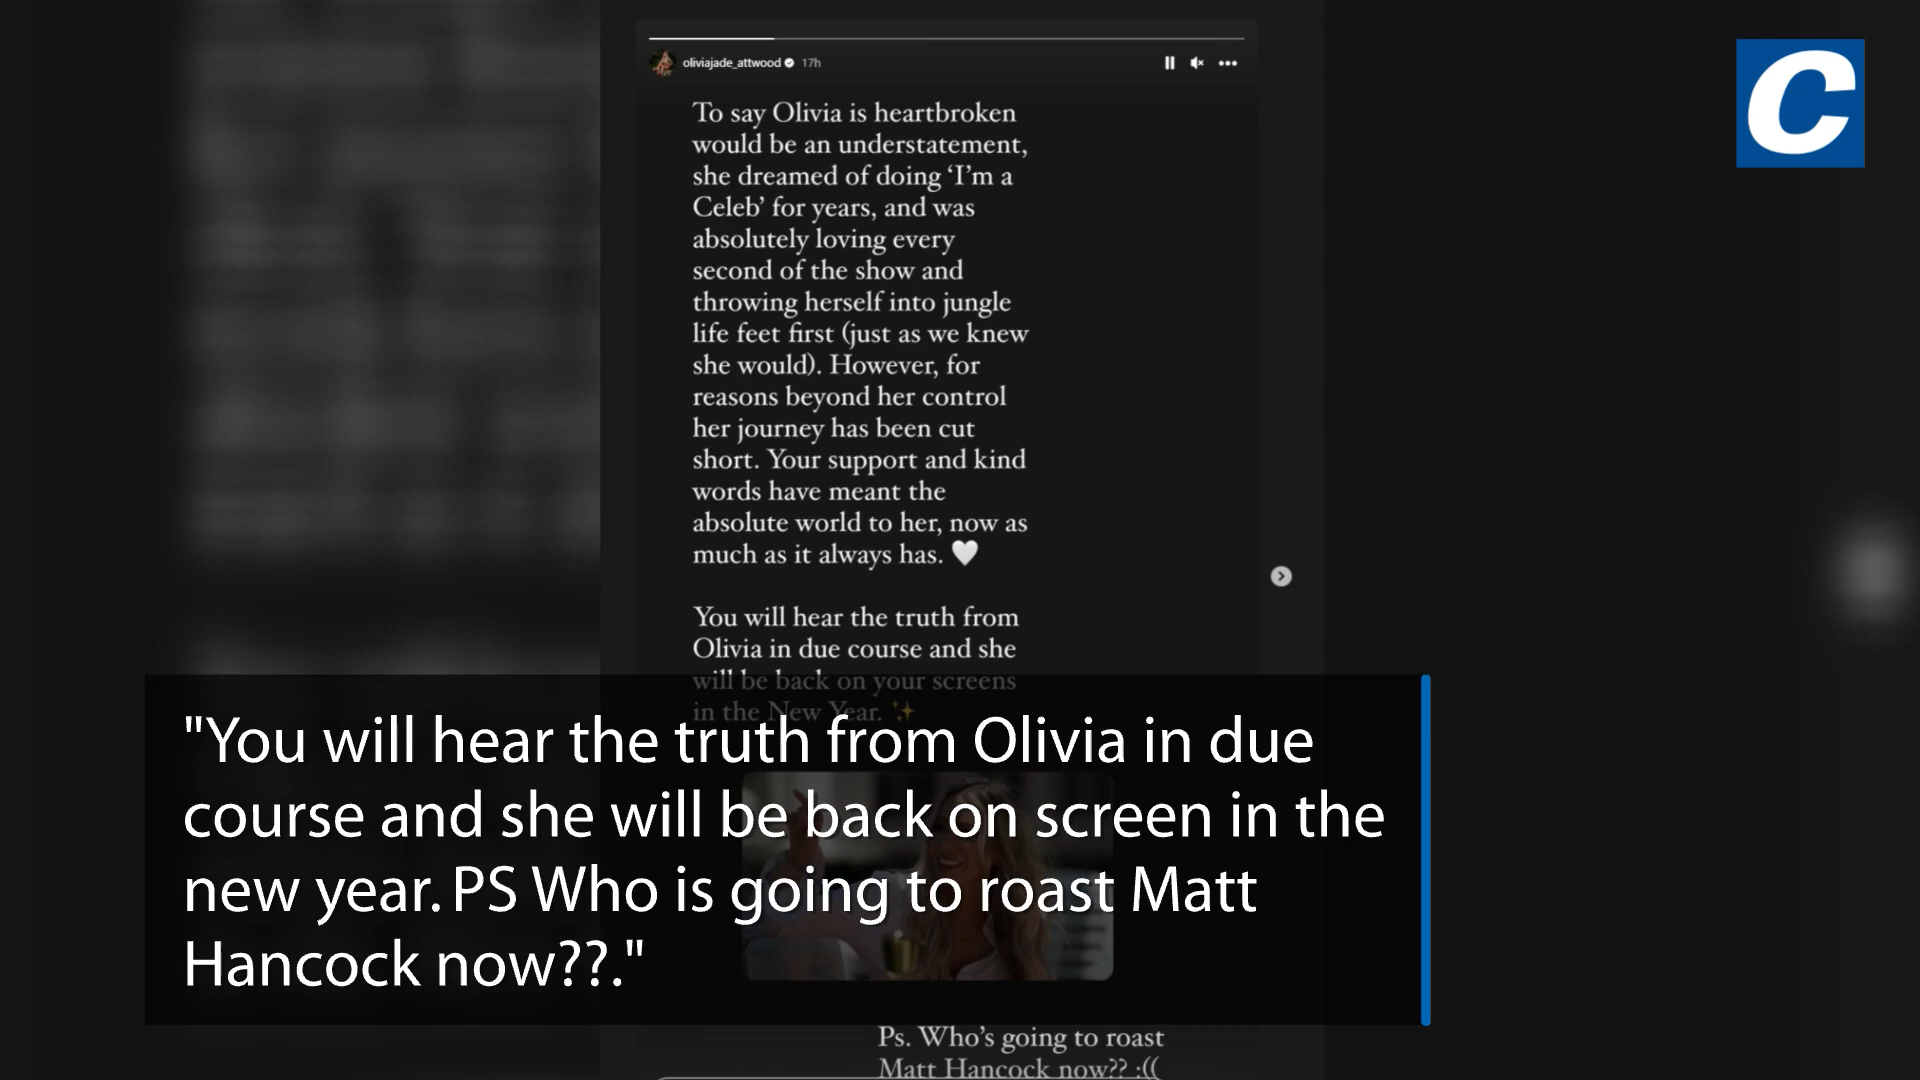 oliviajade_attwood 17h
C
To say Olivia is heartbroken
would be an understatement,
she dreamed of doing ‘I’m a
Celeb’ for years, and was
absolutely loving every
second of the show and
throwing herself into jungle
life feet first (just as we knew
she would). However, for
reasons beyond her control
her journey has been cut
short. Your support and kind
words have meant the
absolute world to her, now as
much as it always has. 🤍
You will hear the truth from
Olivia in due course and she
will be back on your screens
in the New Year. ✨
"You will hear the truth from Olivia in due
course and she will be back on screen in the
new year. PS Who is going to roast Matt
Hancock now??."
Ps. Who’s going to roast
Matt Hancock now?? :((